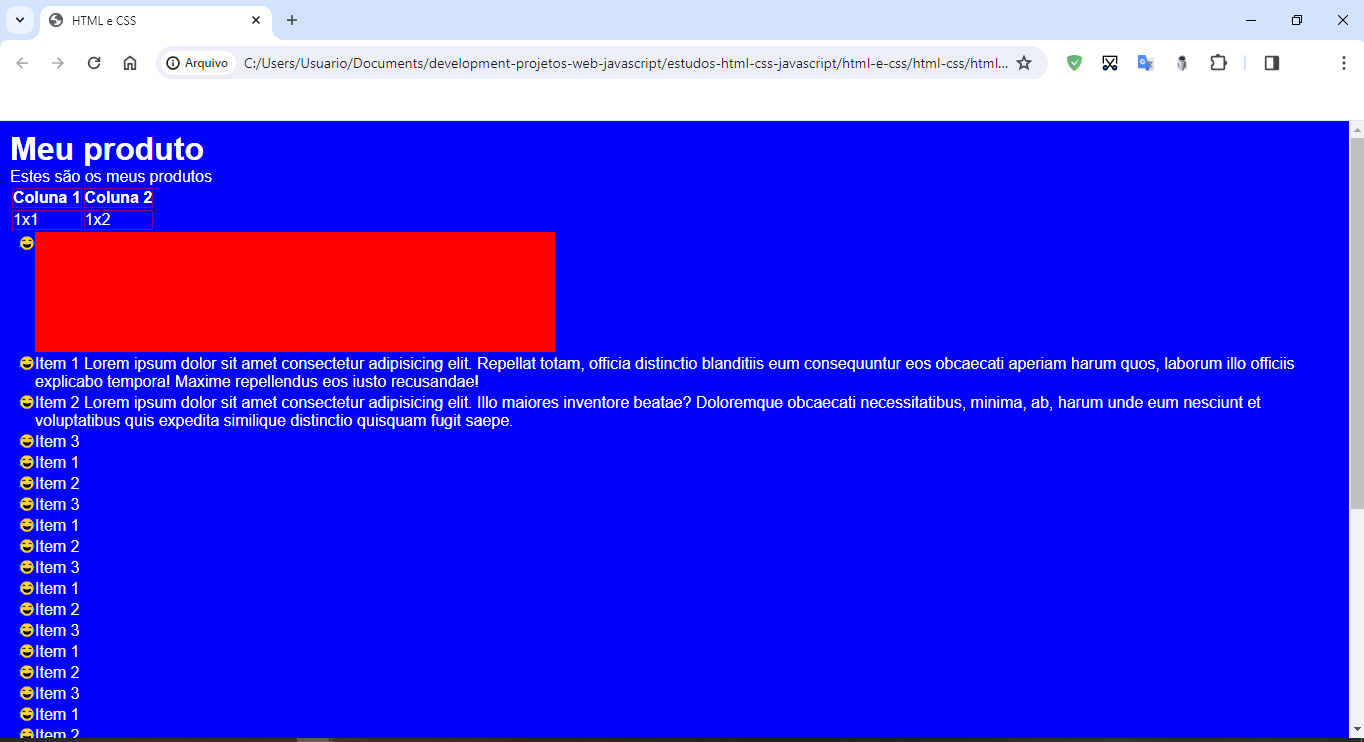 HTML e CSS
Arquivo
C:/Users/Usuario/Documents/development-projetos-web-javascript/estudos-html-css-javascript/html-e-css/html-css/html...
Meu produto
Estes são os meus produtos
Coluna 1 Coluna 2
1x1 1x2
Item 1 Lorem ipsum dolor sit amet consectetur adipisicing elit. Repellat totam, officia distinctio blanditiis eum consequuntur eos obcaecati aperiam harum quos, laborum illo officiis
explicabo tempora! Maxime repellendus eos iusto recusandae!
Item 2 Lorem ipsum dolor sit amet consectetur adipisicing elit. Illo maiores inventore beatae? Doloremque obcaecati necessitatibus, minima, ab, harum unde eum nesciunt et
voluptatibus quis expedita similique distinctio quisquam fugit saepe.
Item 3
Item 1
Item 2
Item 3
Item 1
Item 2
Item 3
Item 1
Item 2
Item 3
Item 1
Item 2
Item 3
Item 1
Item 2